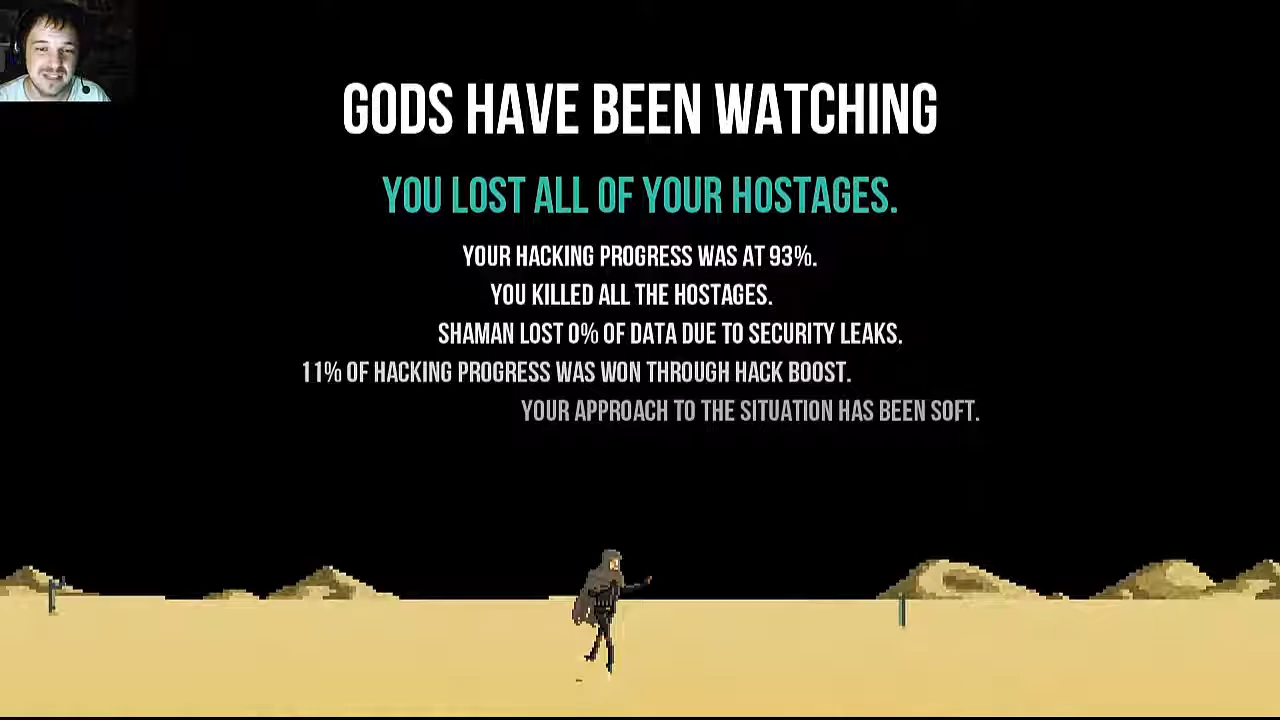 GODS HAVE BEEN WATCHING
YOU LOST ALL OF YOUR HOSTAGES.
YOUR HACKING PROGRESS WAS AT 93%.
YOU KILLED ALL THE HOSTAGES.
SHAMAN LOST 0% OF DATA DUE TO SECURITY LEAKS.
11% OF HACKING PROGRESS WAS WON THROUGH HACK BOOST.
YOUR APPROACH TO THE SITUATION HAS BEEN SOFT.